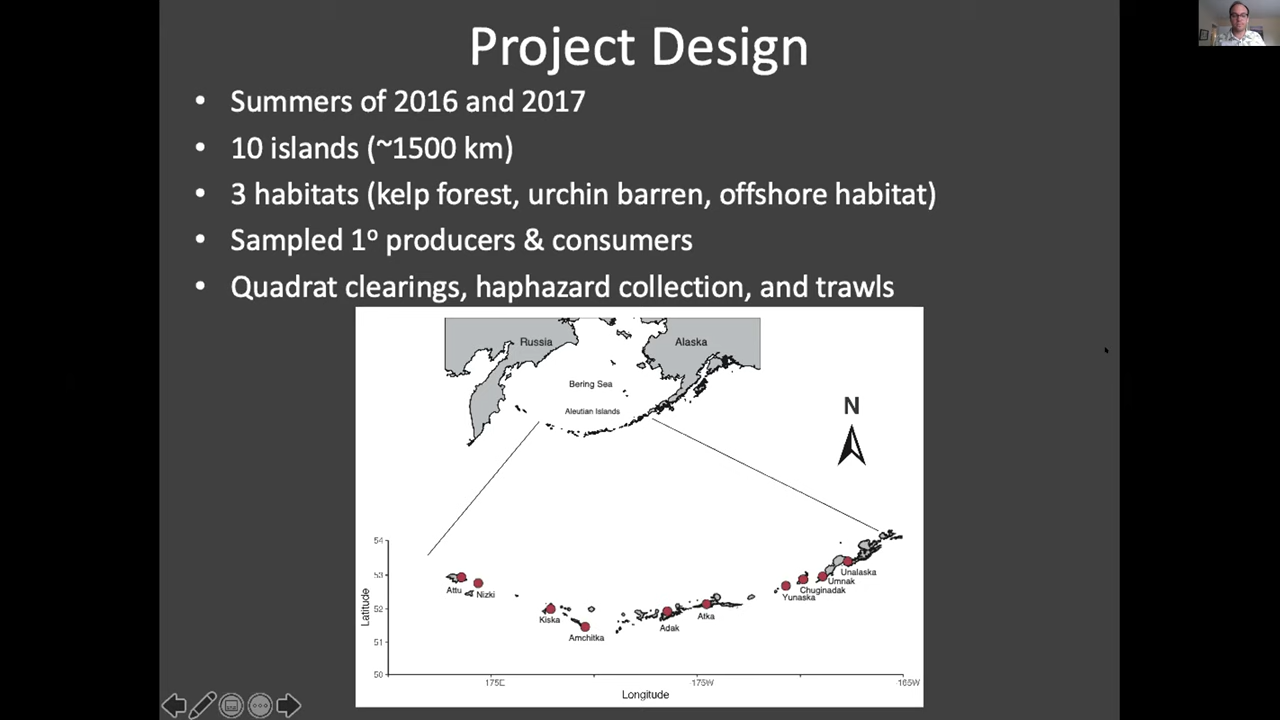 Project Design
• Summers of 2016 and 2017
• 10 islands (~1500 km)
• 3 habitats (kelp forest, urchin barren, offshore habitat)
• Sampled 1º producers & consumers
• Quadrat clearings, haphazard collection, and trawls
Russia
Alaska
Bering Sea
Aleutian Islands
N
54
53
52
51
50
Latitude
Attu
Nizki
Kiska
Amchitka
Adak
Atka
Yunaska
Chuginadak
Umnak
Unalaska
175E
175W
165W
Longitude